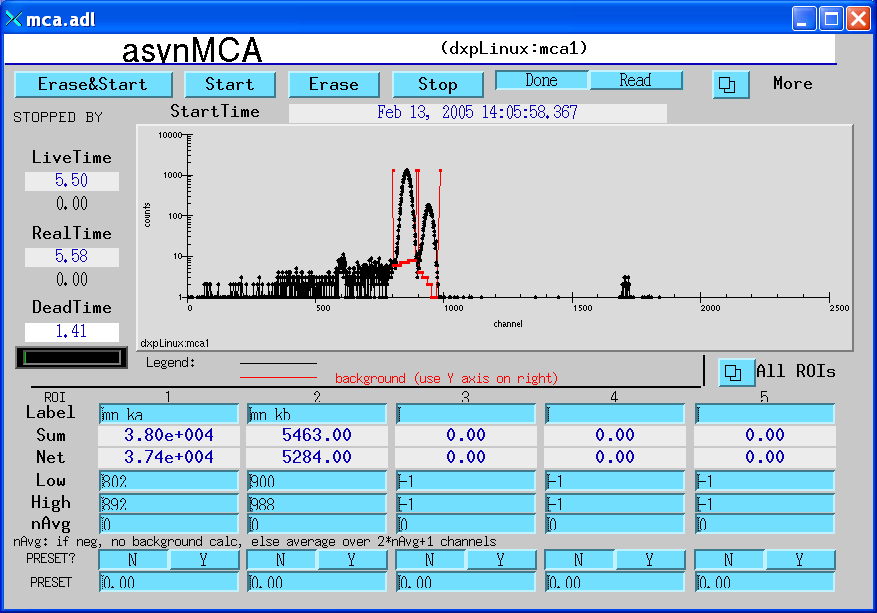 mca.adl
asynMCA (dxpLinux:mca1)
Erase&Start Start Erase Stop Done Read More
STOPPED BY StartTime Feb 13, 2005 14:05:58.367
LiveTime
5.50
0.00
RealTime
5.58
0.00
DeadTime
1.41
10000
1000
100
10
1
counts
0 500 1000 1500 2000 2500
channel
dxpLinux:mca1
Legend:
background (use Y axis on right)
All ROIs
ROI 1 2 3 4 5
Label mn ka mn kb
Sum 3.80e+004 5463.00 0.00 0.00 0.00
Net 3.74e+004 5284.00 0.00 0.00 0.00
Low 802 900 -1 -1 -1
High 892 988 -1 -1 -1
nAvg 0 0 0 0 0
nAvg: if neg, no background calc, else average over 2*nAvg+1 channels
PRESET? N Y N Y N Y N Y N Y
PRESET 0.00 0.00 0.00 0.00 0.00